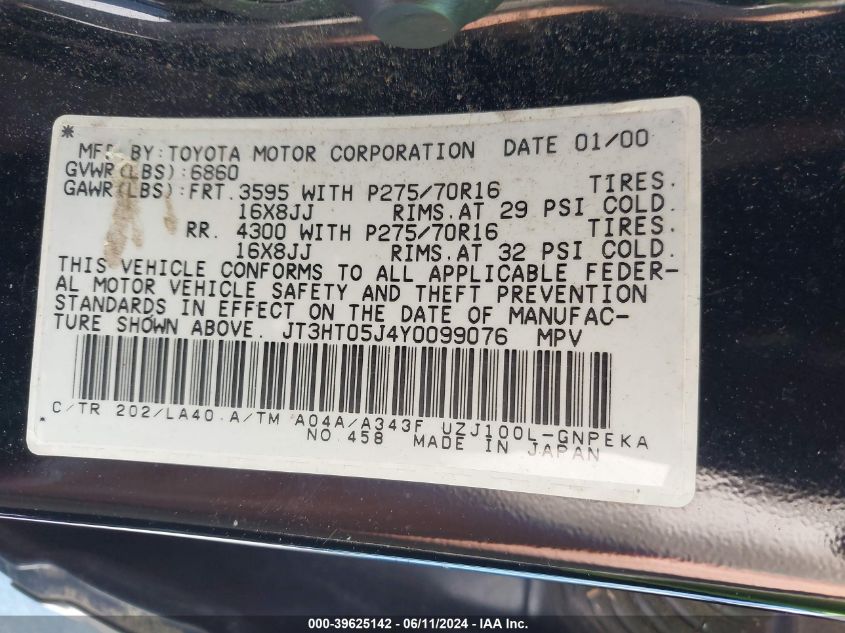 *
MFD BY: TOYOTA MOTOR CORPORATION DATE 01/00
GVWR(LBS): 6860
GAWR(LBS): FRT. 3595 WITH P275/70R16 TIRES.
16X8JJ RIMS. AT 29 PSI COLD.
RR. 4300 WITH P275/70R16 TIRES.
16X8JJ RIMS. AT 32 PSI COLD.
THIS VEHICLE CONFORMS TO ALL APPLICABLE FEDER-
AL MOTOR VEHICLE SAFETY AND THEFT PREVENTION
STANDARDS IN EFFECT ON THE DATE OF MANUFAC-
TURE SHOWN ABOVE. JT3HT05J4Y0099076 MPV
C/TR 202/LA40 A/TM A04A/A343F UZJ100L-GNPEKA
NO. 458 MADE IN JAPAN
000-39625142 - 06/11/2024 - IAA Inc.